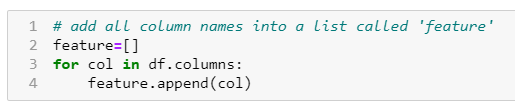 1 # add all column names into a list called 'feature'
2 feature=[]
3 for col in df.columns:
4     feature.append(col)